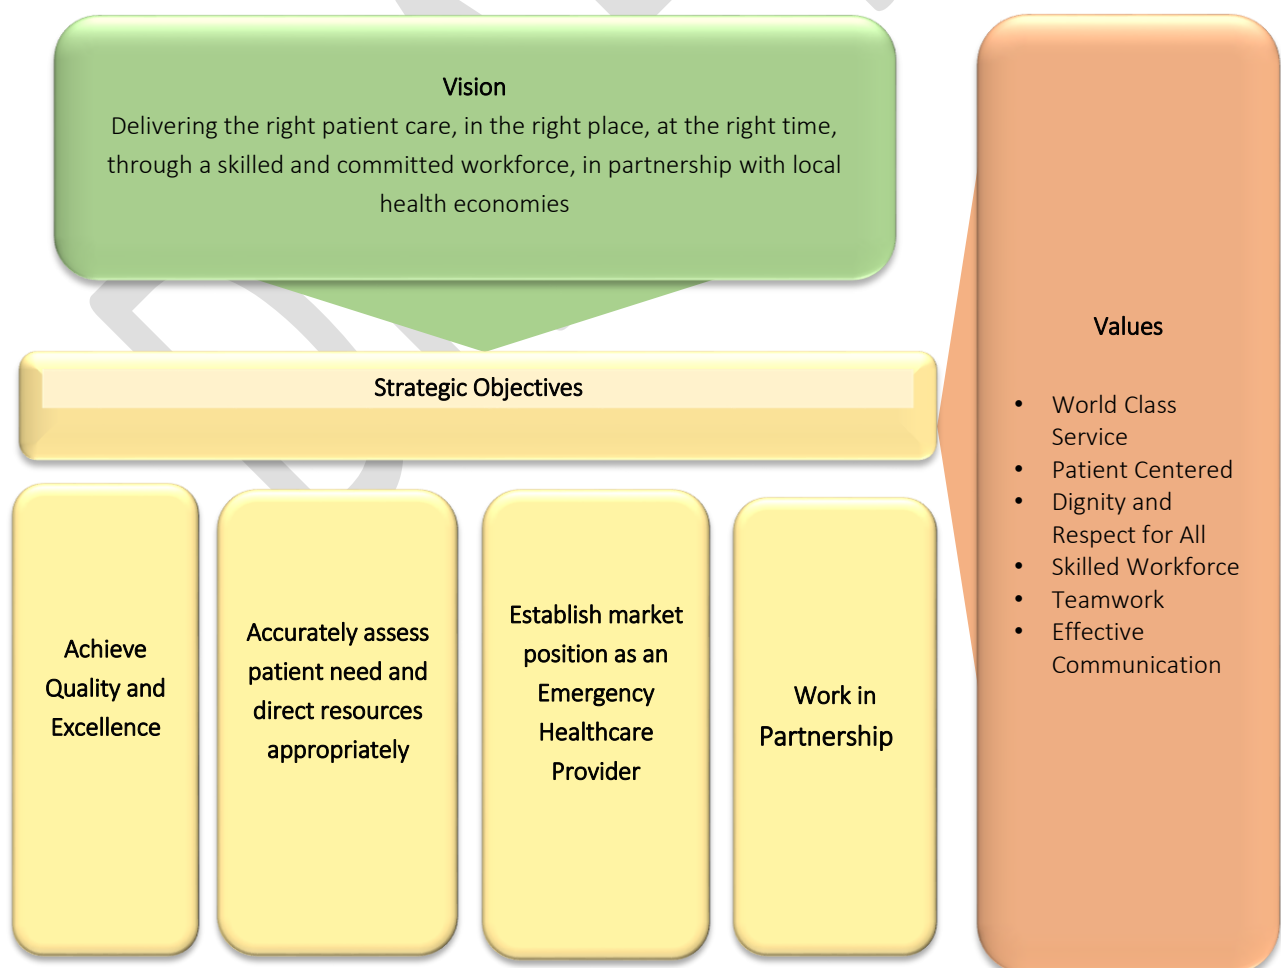 Vision
Delivering the right patient care, in the right place, at the right time,
through a skilled and committed workforce, in partnership with local
health economies
Strategic Objectives
Achieve
Quality and
Excellence
Accurately assess
patient need and
direct resources
appropriately
Establish market
position as an
Emergency
Healthcare
Provider
Work in
Partnership
Values
• World Class
Service
• Patient Centered
• Dignity and
Respect for All
• Skilled Workforce
• Teamwork
• Effective
Communication